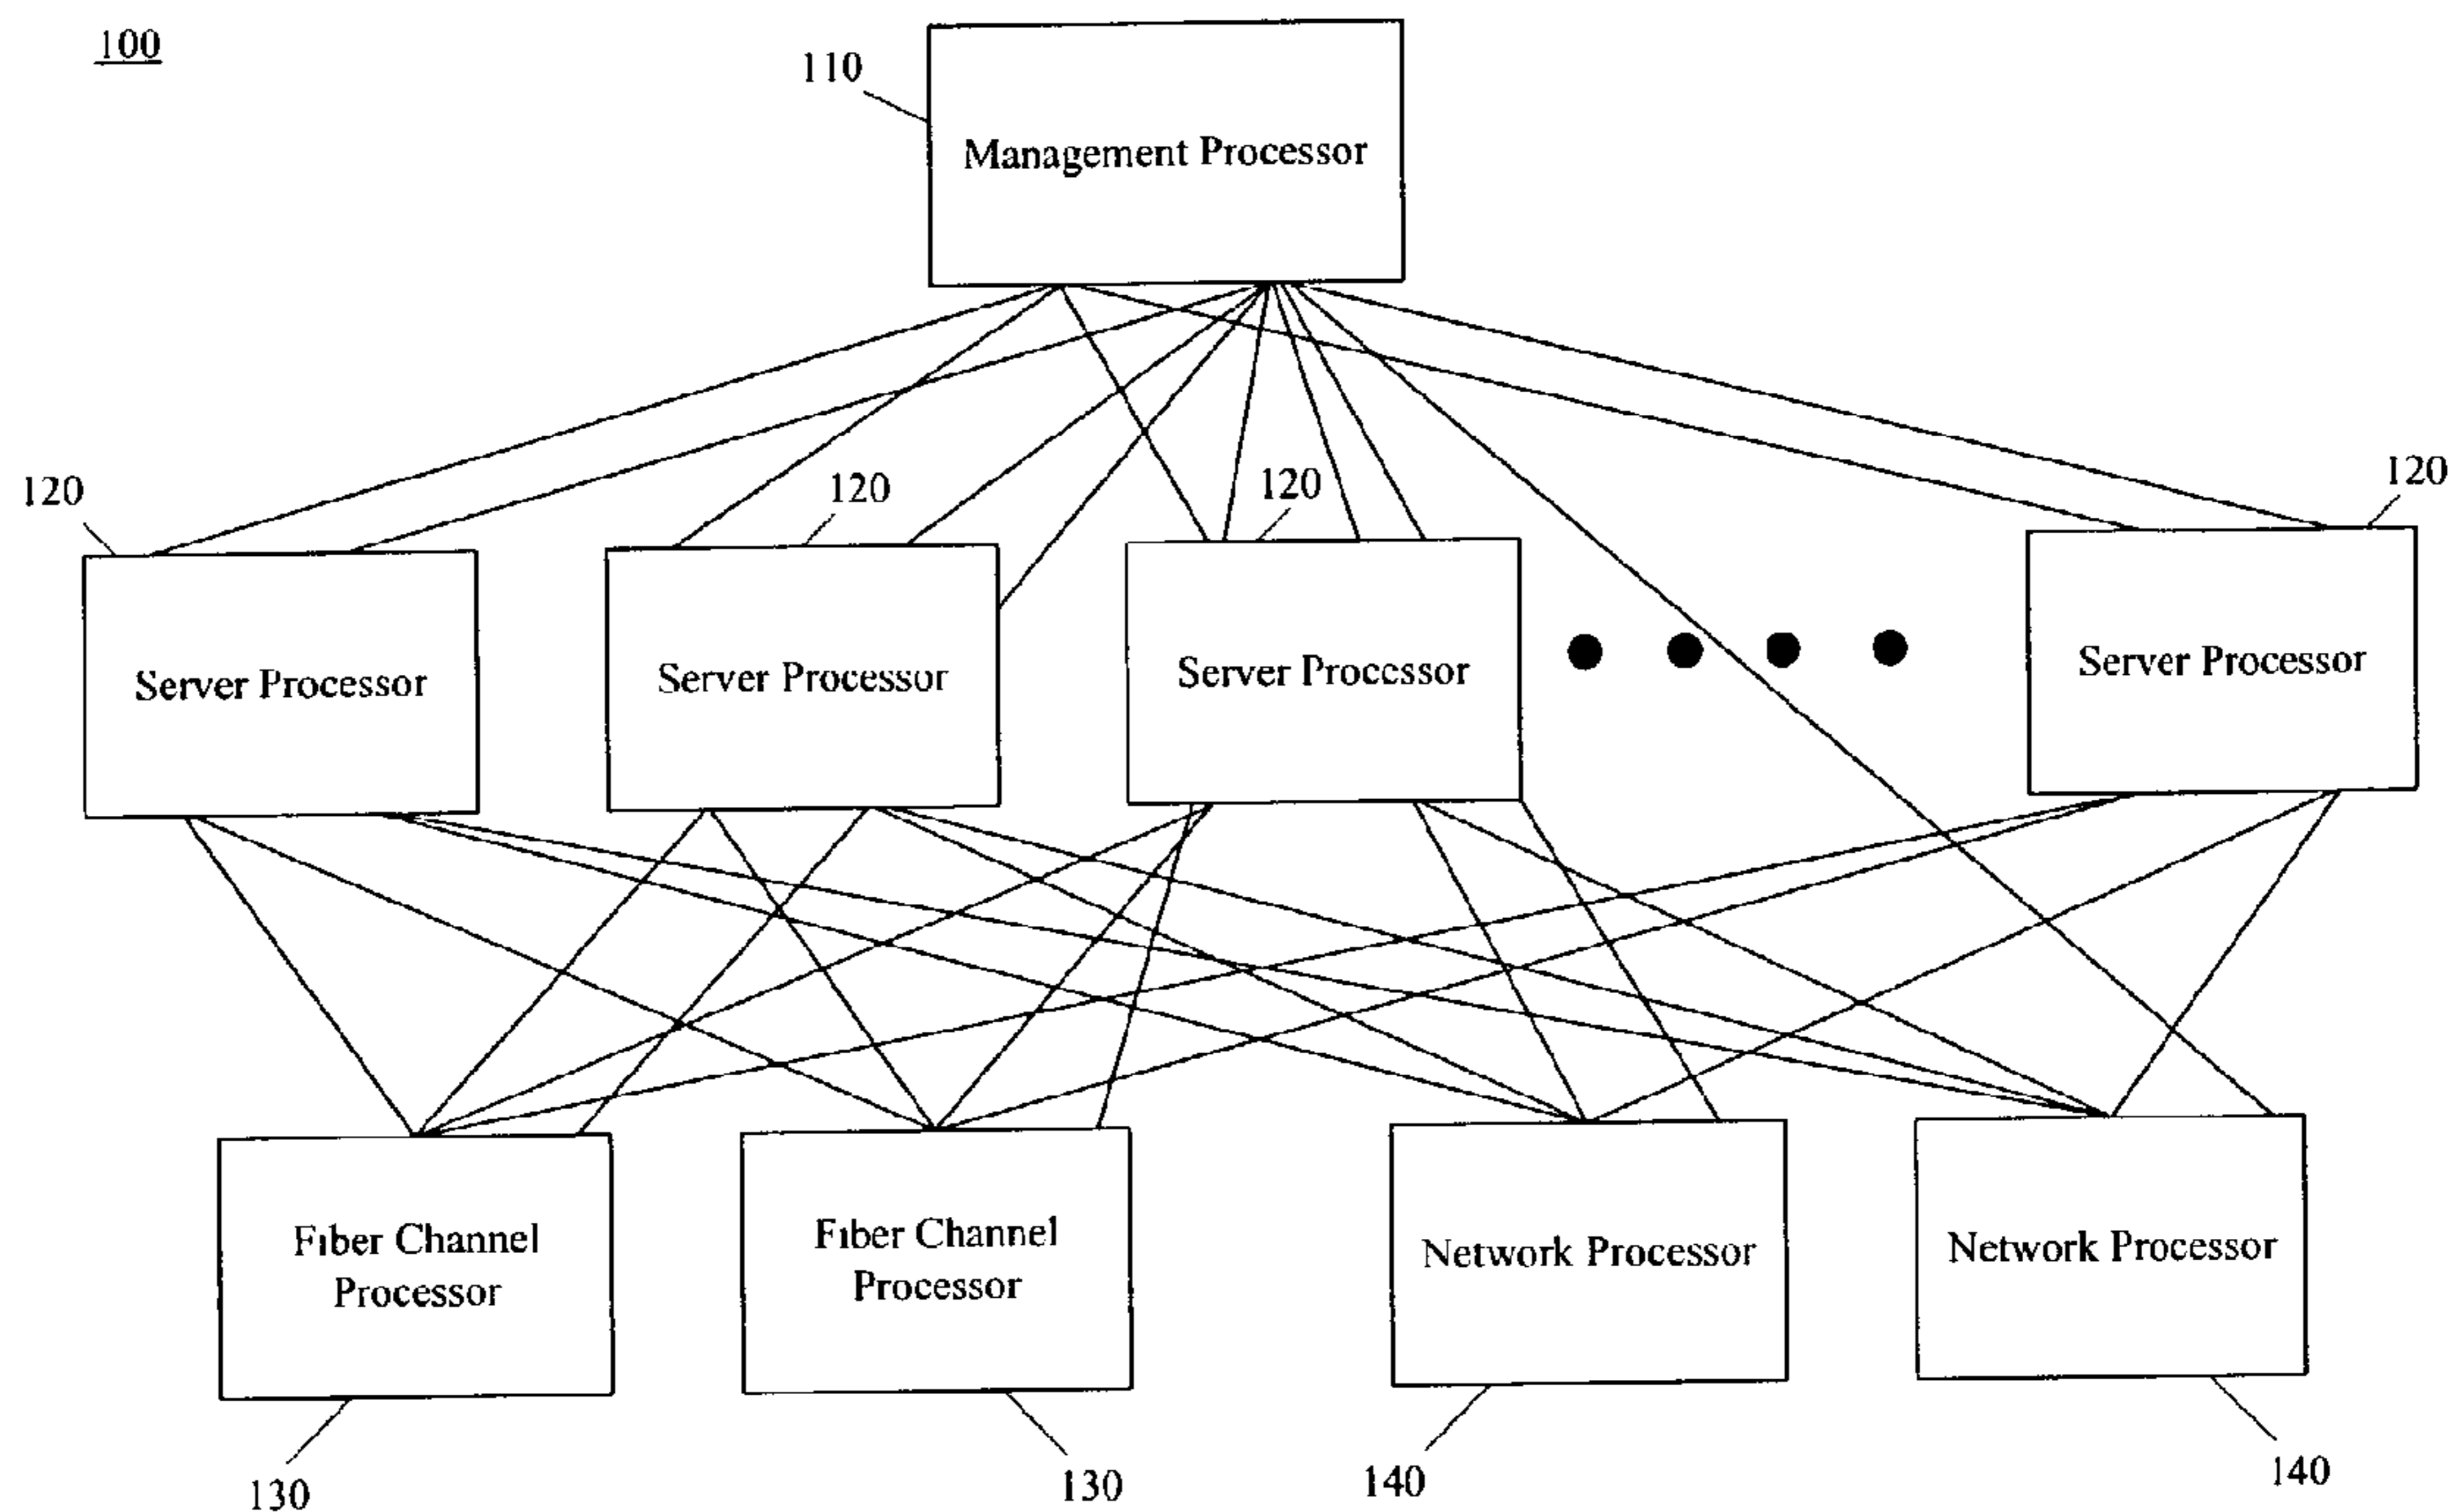 100
110
Management Processor
120
120
120
120
Server Processor
Server Processor
Server Processor
Server Processor
Fiber Channel
Processor
Fiber Channel
Processor
Network Processor
Network Processor
130
130
140
140